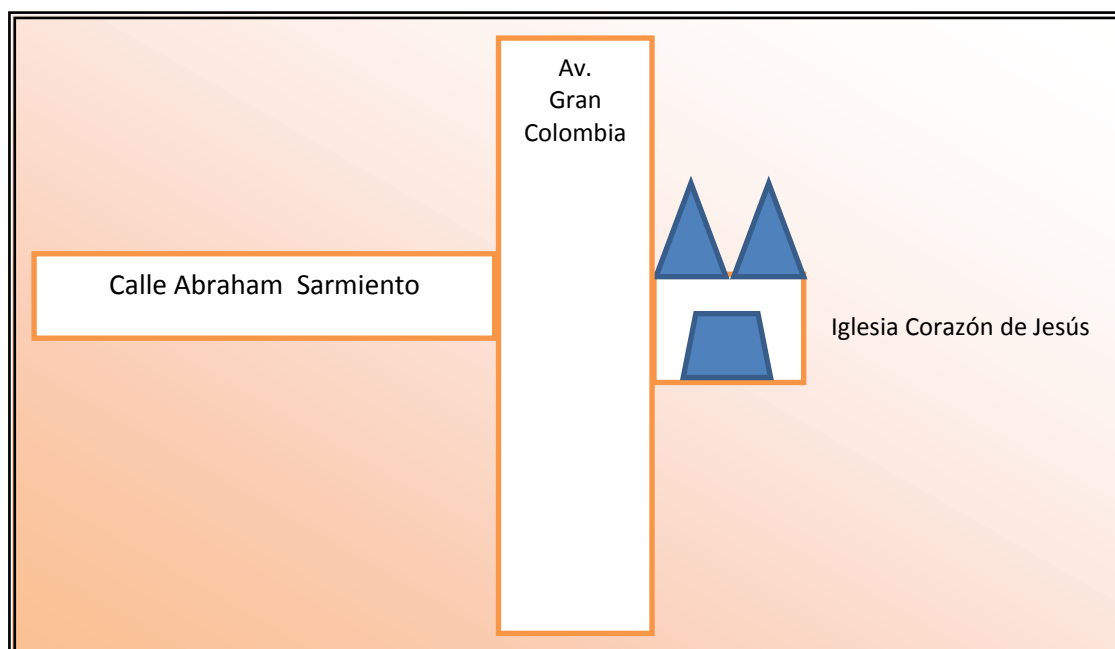 Av.
Gran
Colombia
Calle Abraham  Sarmiento
Iglesia Corazón de Jesús